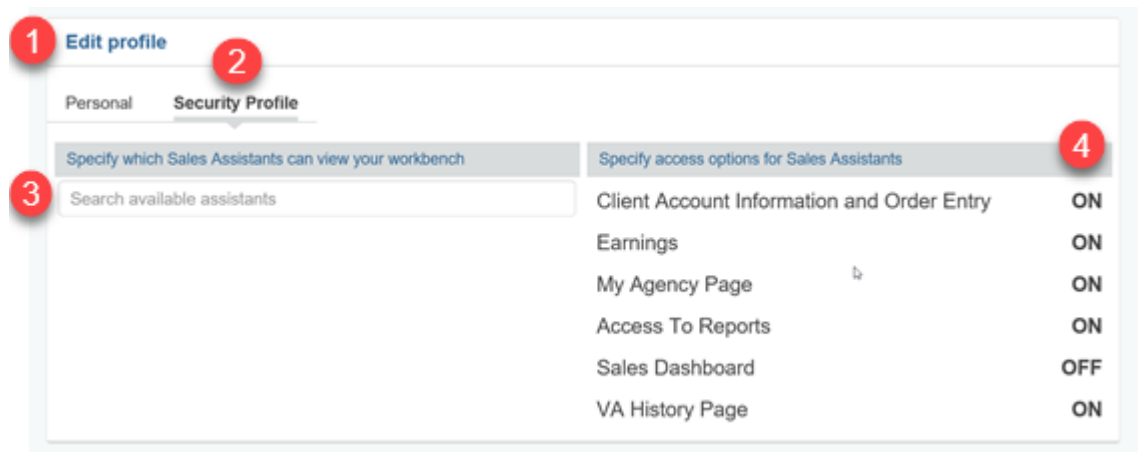 1 Edit profile
2
Personal Security Profile
4
Specify which Sales Assistants can view your workbench Specify access options for Sales Assistants
3 Search available assistants Client Account Information and Order Entry ON
Earnings ON
My Agency Page ON
Access To Reports ON
Sales Dashboard OFF
VA History Page ON